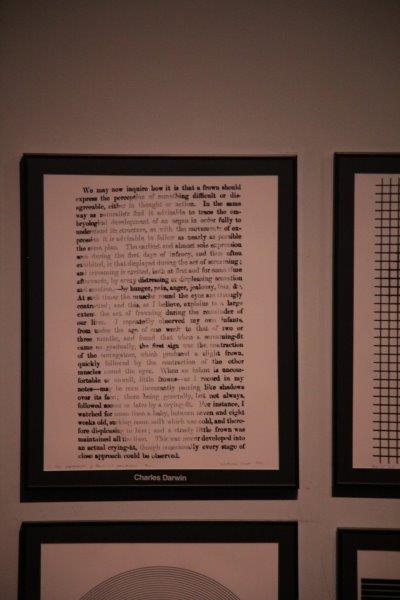 We may now inquire how it is that a frown should
express the perception of something difficult or dis-
agreeable, either in thought or action. In the same
way as naturalists find it advisable to trace the em-
bryological development of an organ in order fully to
understand its structure, so with the movements of ex-
pression it is advisable to follow as nearly as possible
the same plan. The earliest and almost sole expression
seen during the first days of infancy, and then often
exhibited, is that displayed during the act of screaming;
and screaming is excited, both at first and for some time
afterwards, by every distressing or displeasing sensation
and emotion,—by hunger, pain, anger, jealousy, fear, &c.
At such times the muscles round the eyes are strongly
contracted; and this, as I believe, explains to a large
extent the act of frowning during the remainder of
our lives. I repeatedly observed my own infants,
from under the age of one week to that of two or
three months, and found that when a screaming-fit
came on gradually, the first sign was the contraction
of the corrugators, which produced a slight frown,
quickly followed by the contraction of the other
muscles round the eyes. When an infant is uncom-
fortable or unwell, little frowns—as I record in my
notes—may be seen incessantly passing like shadows
over its face; these being generally, but not always,
followed sooner or later by a crying-fit. For instance, I
watched for some time a baby, between seven and eight
weeks old, sucking some milk which was cold, and there-
fore displeasing to him; and a steady little frown was
maintained all the time. This was never developed into
an actual crying-fit, though occasionally every stage of
close approach could be observed.
Charles Darwin